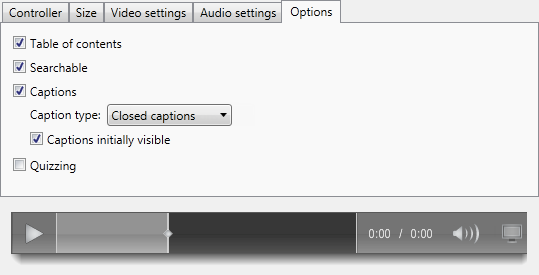 Controller Size Video settings Audio settings Options
Table of contents
Searchable
Captions
Caption type: Closed captions
Captions initially visible
Quizzing
0:00 / 0:00